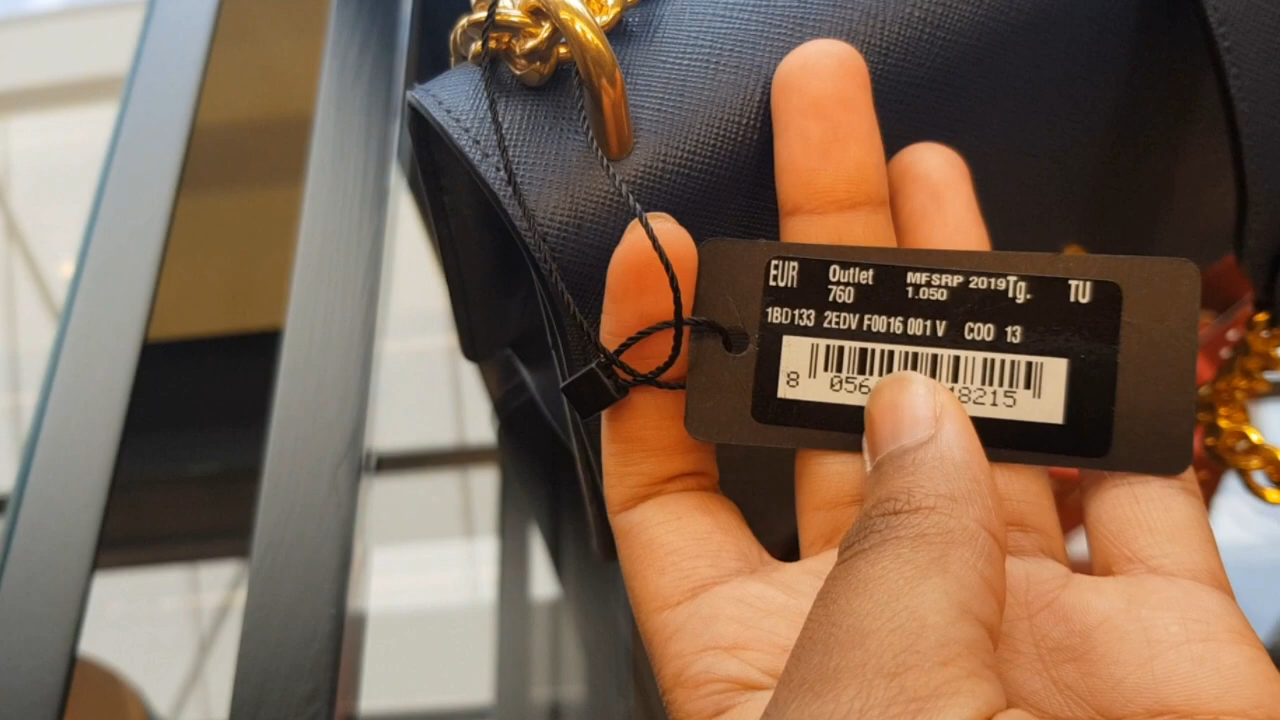 EUR Outlet MFSRP 2019 Tg. TU
760 1.050
1BD133 2EDV F0016 001 V COO 13
8 056 8215